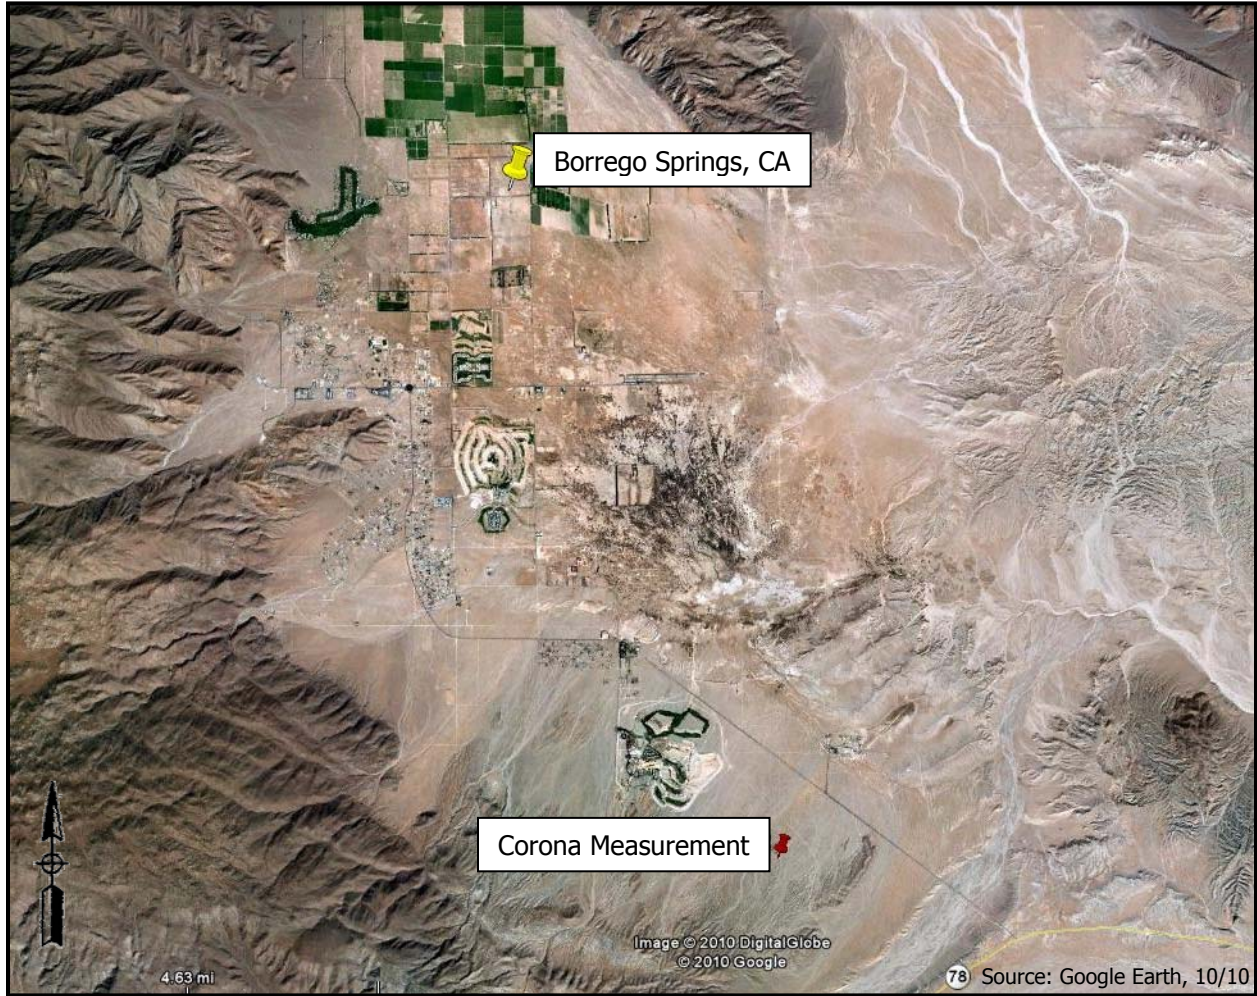 Borrego Springs, CA
Corona Measurement
Image © 2010 DigitalGlobe
© 2010 Google
4.63 mi
78 Source: Google Earth, 10/10